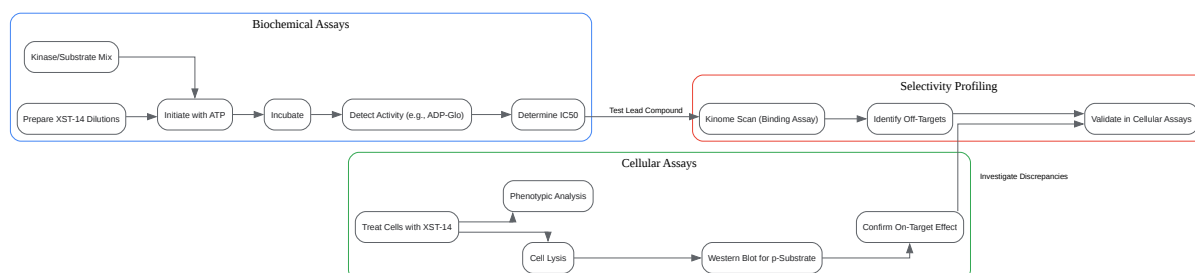 Biochemical Assays
Kinase/Substrate Mix
Prepare XST-14 Dilutions
Initiate with ATP
Incubate
Detect Activity (e.g., ADP-Glo)
Determine IC50
Test Lead Compound
Selectivity Profiling
Kinome Scan (Binding Assay)
Identify Off-Targets
Validate in Cellular Assays
Cellular Assays
Investigate Discrepancies
Phenotypic Analysis
Treat Cells with XST-14
Confirm On-Target Effect
Cell Lysis
Western Blot for p-Substrate